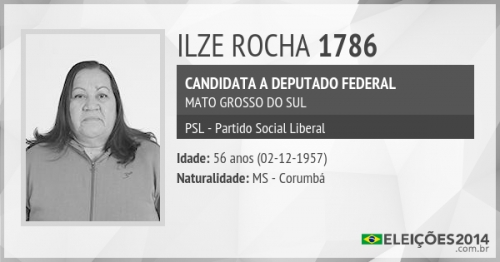 ILZE ROCHA 1786
CANDIDATA A DEPUTADO FEDERAL
MATO GROSSO DO SUL
PSL - Partido Social Liberal
Idade: 56 anos (02-12-1957)
Naturalidade: MS - Corumbá
ELEIÇÕES2014
.com.br